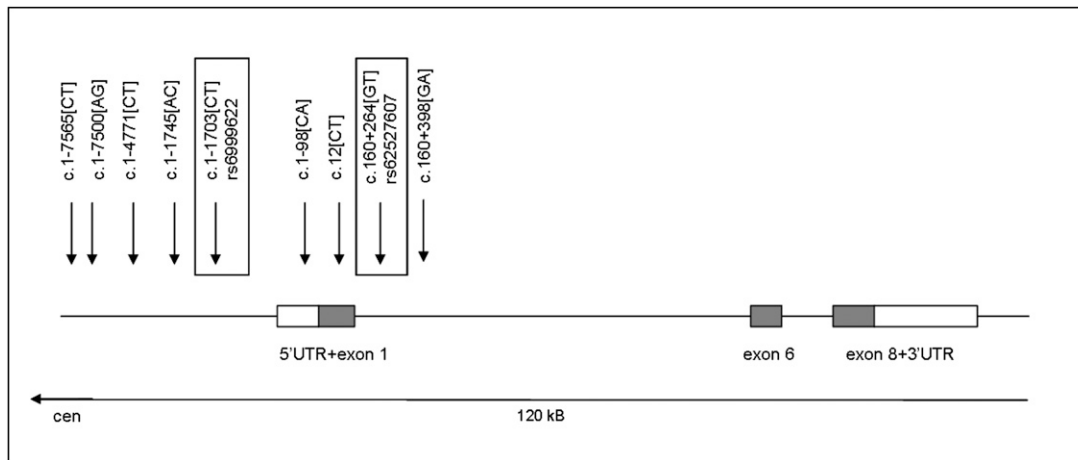 c.1-7565[CT]
c.1-7500[AG]
c.1-4771[CT]
c.1-1745[AC]
c.1-1703[CT]
rs6999622
c.1-98[CA]
c.12[CT]
c.160+264[GT]
rs62527607
c.160+398[GA]
5'UTR+exon 1
exon 6
exon 8+3'UTR
cen
120 kB